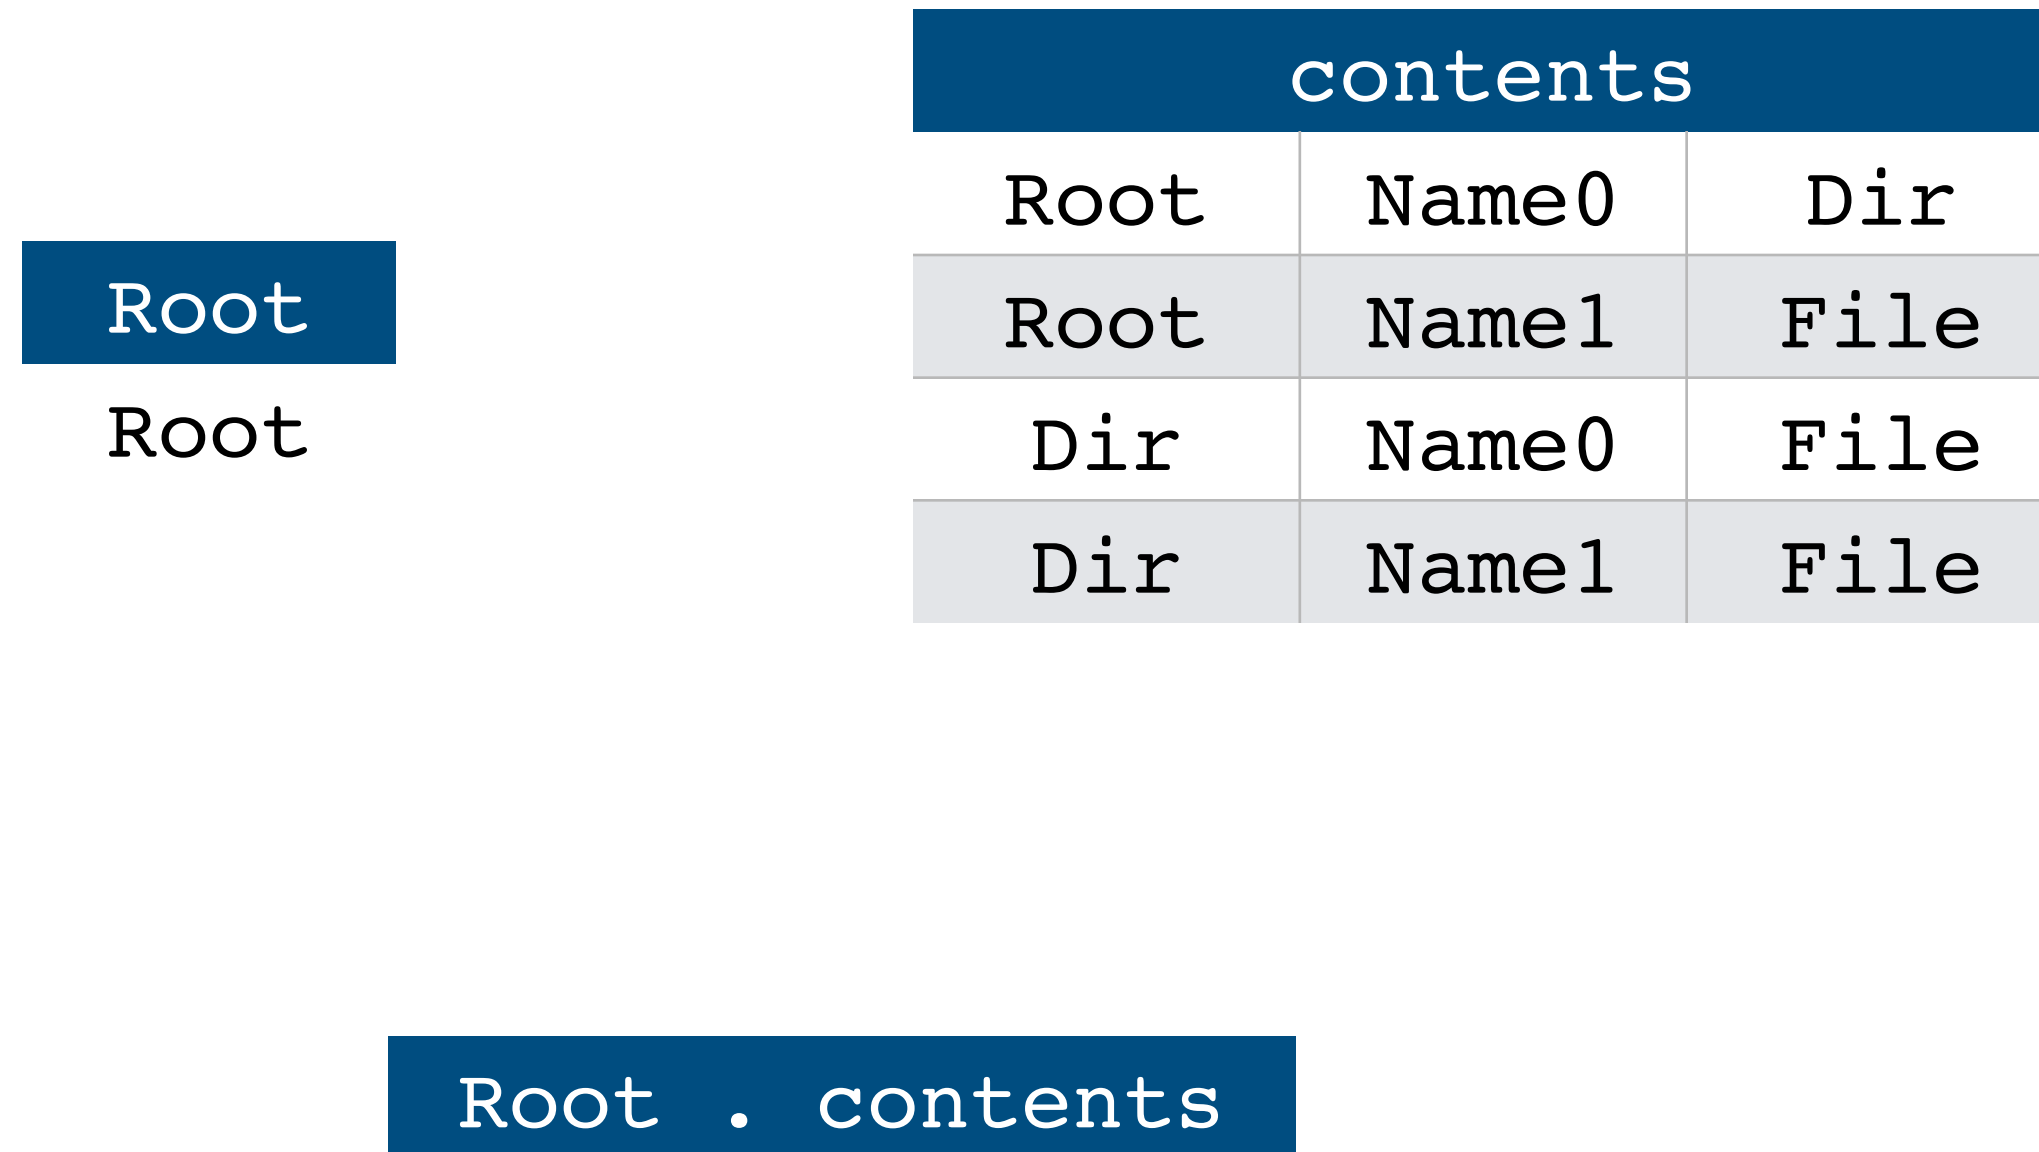 contents
Root Name0 Dir
Root
Root Name1 File
Root
Dir Name0 File
Dir Name1 File
Root . contents